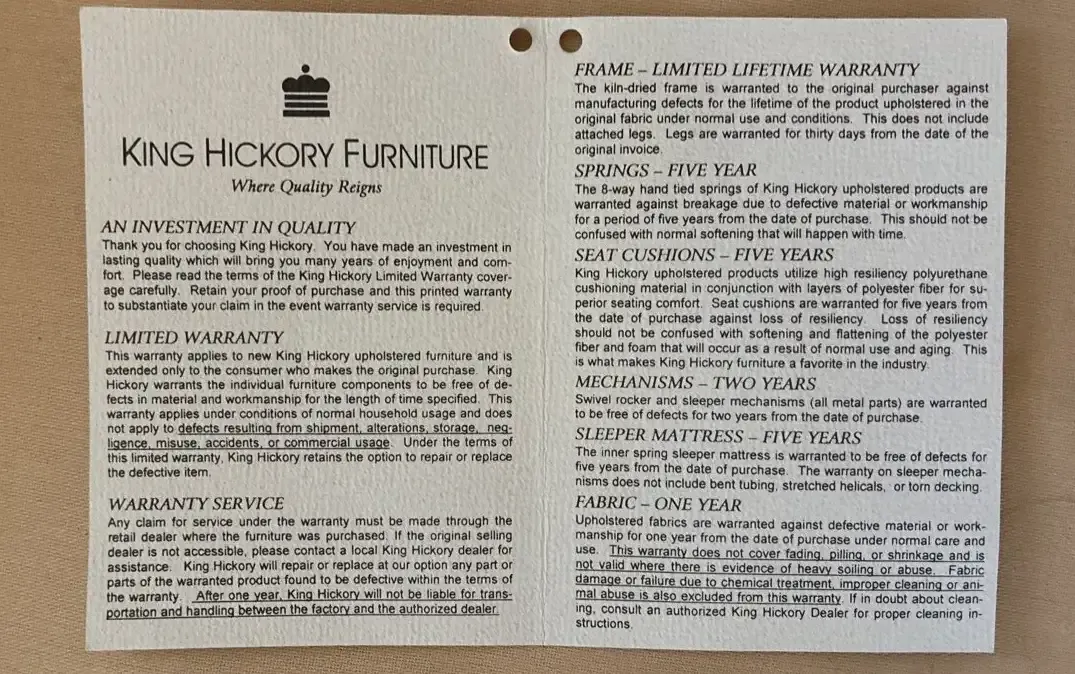 KING HICKORY FURNITURE
Where Quality Reigns
AN INVESTMENT IN QUALITY
Thank you for choosing King Hickory. You have made an investment in
lasting quality which will bring you many years of enjoyment and com-
fort. Please read the terms of the King Hickory Limited Warranty cover-
age carefully. Retain your proof of purchase and this printed warranty
to substantiate your claim in the event warranty service is required.
LIMITED WARRANTY
This warranty applies to new King Hickory upholstered furniture and is
extended only to the consumer who makes the original purchase. King
Hickory warrants the individual furniture components to be free of de-
fects in material and workmanship for the length of time specified. This
warranty applies under conditions of normal household usage and does
not apply to defects resulting from shipment, alterations, storage, neg-
ligence, misuse, accidents, or commercial usage. Under the terms of
this limited warranty, King Hickory retains the option to repair or replace
the defective item.
WARRANTY SERVICE
Any claim for service under the warranty must be made through the
retail dealer where the furniture was purchased. If the original selling
dealer is not accessible, please contact a local King Hickory dealer for
assistance. King Hickory will repair or replace at our option any part or
parts of the warranted product found to be defective within the terms of
the warranty. After one year, King Hickory will not be liable for trans-
portation and handling between the factory and the authorized dealer.
FRAME – LIMITED LIFETIME WARRANTY
The kiln-dried frame is warranted to the original purchaser against
manufacturing defects for the lifetime of the product upholstered in the
original fabric under normal use and conditions. This does not include
attached legs. Legs are warranted for thirty days from the date of the
original invoice.
SPRINGS – FIVE YEAR
The 8-way hand tied springs of King Hickory upholstered products are
warranted against breakage due to defective material or workmanship
for a period of five years from the date of purchase. This should not be
confused with normal softening that will happen with time.
SEAT CUSHIONS – FIVE YEARS
King Hickory upholstered products utilize high resiliency polyurethane
cushioning material in conjunction with layers of polyester fiber for su-
perior seating comfort. Seat cushions are warranted for five years from
the date of purchase against loss of resiliency. Loss of resiliency
should not be confused with softening and flattening of the polyester
fiber and foam that will occur as a result of normal use and aging. This
is what makes King Hickory furniture a favorite in the industry.
MECHANISMS – TWO YEARS
Swivel rocker and sleeper mechanisms (all metal parts) are warranted
to be free of defects for two years from the date of purchase.
SLEEPER MATTRESS – FIVE YEARS
The inner spring sleeper mattress is warranted to be free of defects for
five years from the date of purchase. The warranty on sleeper mecha-
nisms does not include bent tubing, stretched helicals, or torn decking.
FABRIC – ONE YEAR
Upholstered fabrics are warranted against defective material or work-
manship for one year from the date of purchase under normal care and
use. This warranty does not cover fading, pilling, or shrinkage and is
not valid where there is evidence of heavy soiling or abuse. Fabric
damage or failure due to chemical treatment, improper cleaning or ani-
mal abuse is also excluded from this warranty. If in doubt about clean-
ing, consult an authorized King Hickory Dealer for proper cleaning in-
structions.